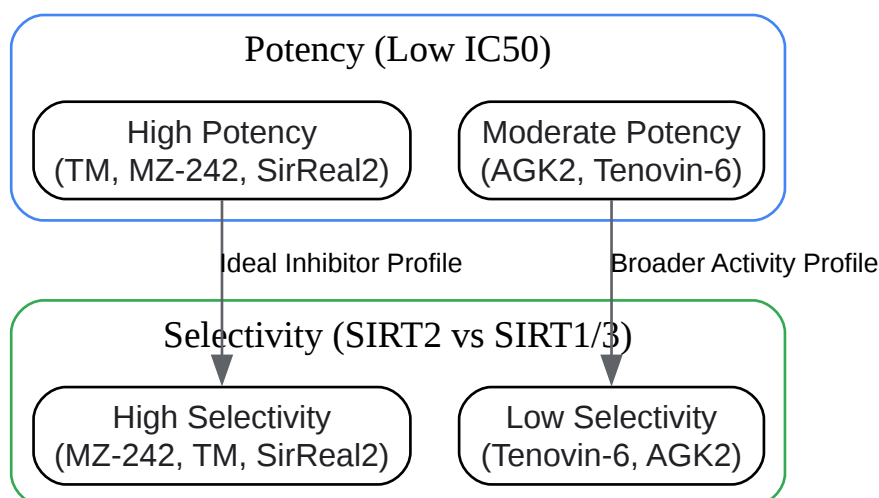 Potency (Low IC50)
High Potency
(TM, MZ-242, SirReal2)
Moderate Potency
(AGK2, Tenovin-6)
Ideal Inhibitor Profile
Broader Activity Profile
Selectivity (SIRT2 vs SIRT1/3)
High Selectivity
(MZ-242, TM, SirReal2)
Low Selectivity
(Tenovin-6, AGK2)